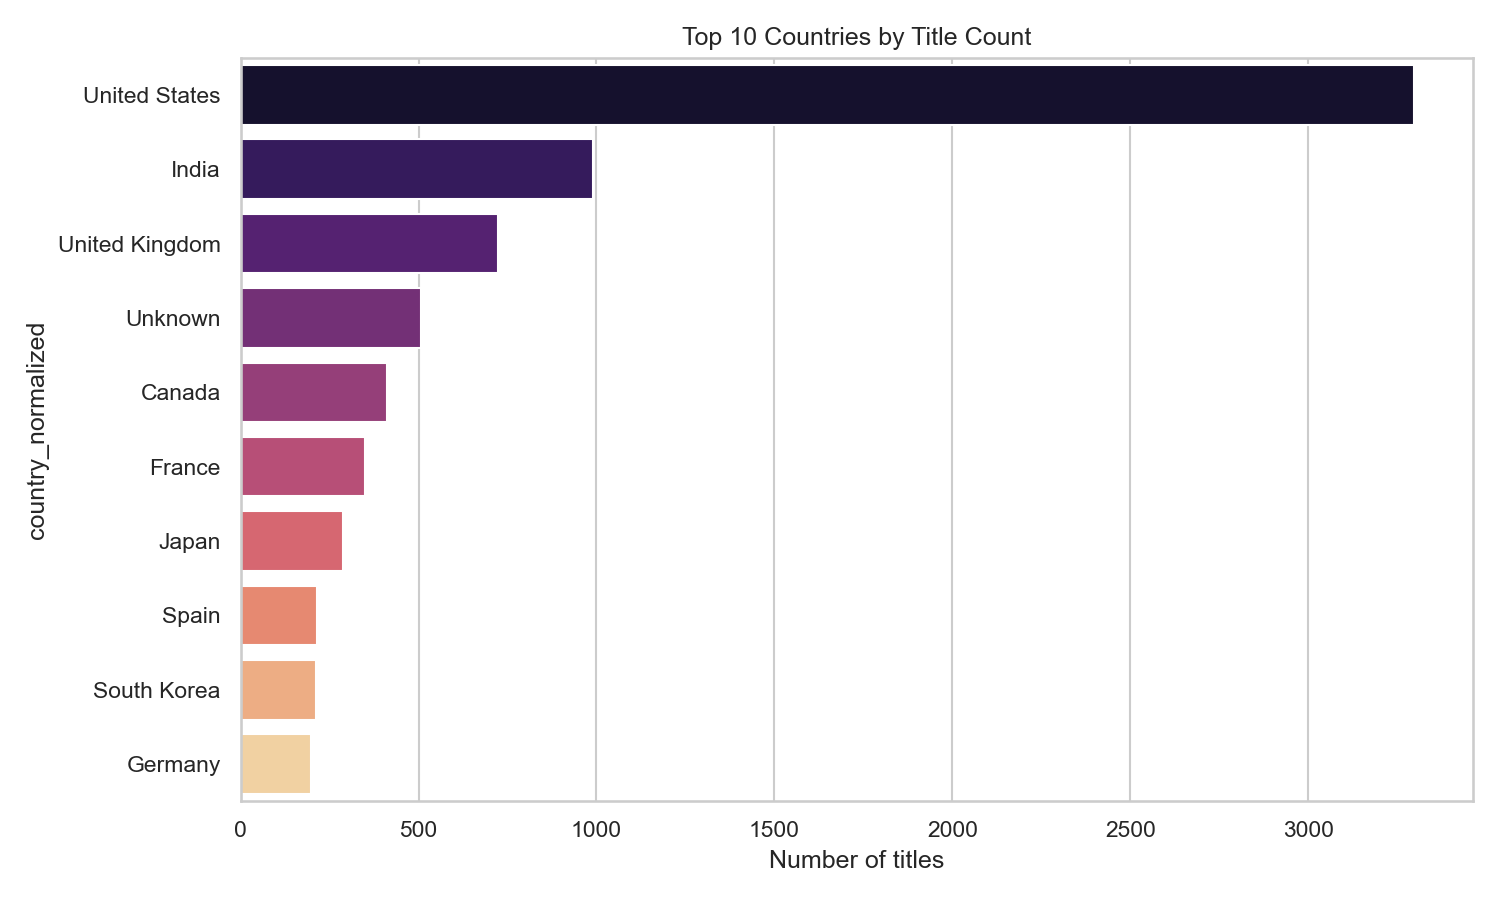 Top 10 Countries by Title Count
United States
India
United Kingdom
Unknown
Canada
France
Japan
Spain
South Korea
Germany
country_normalized
0 500 1000 1500 2000 2500 3000
Number of titles